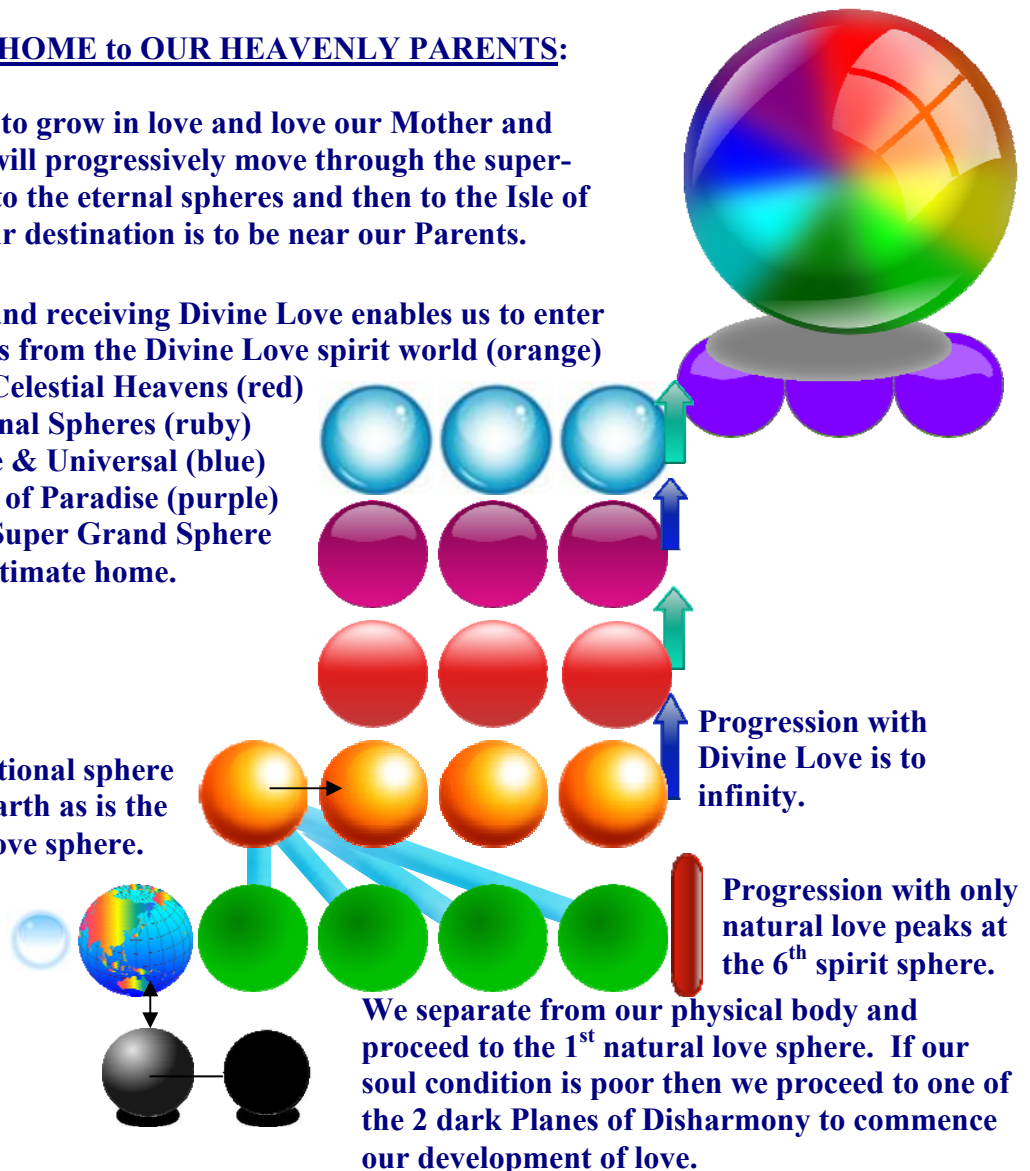 HOME to OUR HEAVENLY PARENTS:
to grow in love and love our Mother and
will progressively move through the super-
to the eternal spheres and then to the Isle of
r destination is to be near our Parents.
and receiving Divine Love enables us to enter
s from the Divine Love spirit world (orange)
Celestial Heavens (red)
nal Spheres (ruby)
e & Universal (blue)
of Paradise (purple)
Super Grand Sphere
timate home.
Progression with
Divine Love is to
infinity.
tional sphere
arth as is the
ove sphere.
Progression with only
natural love peaks at
the 6th spirit sphere.
We separate from our physical body and
proceed to the 1st natural love sphere. If our
soul condition is poor then we proceed to one of
the 2 dark Planes of Disharmony to commence
our development of love.